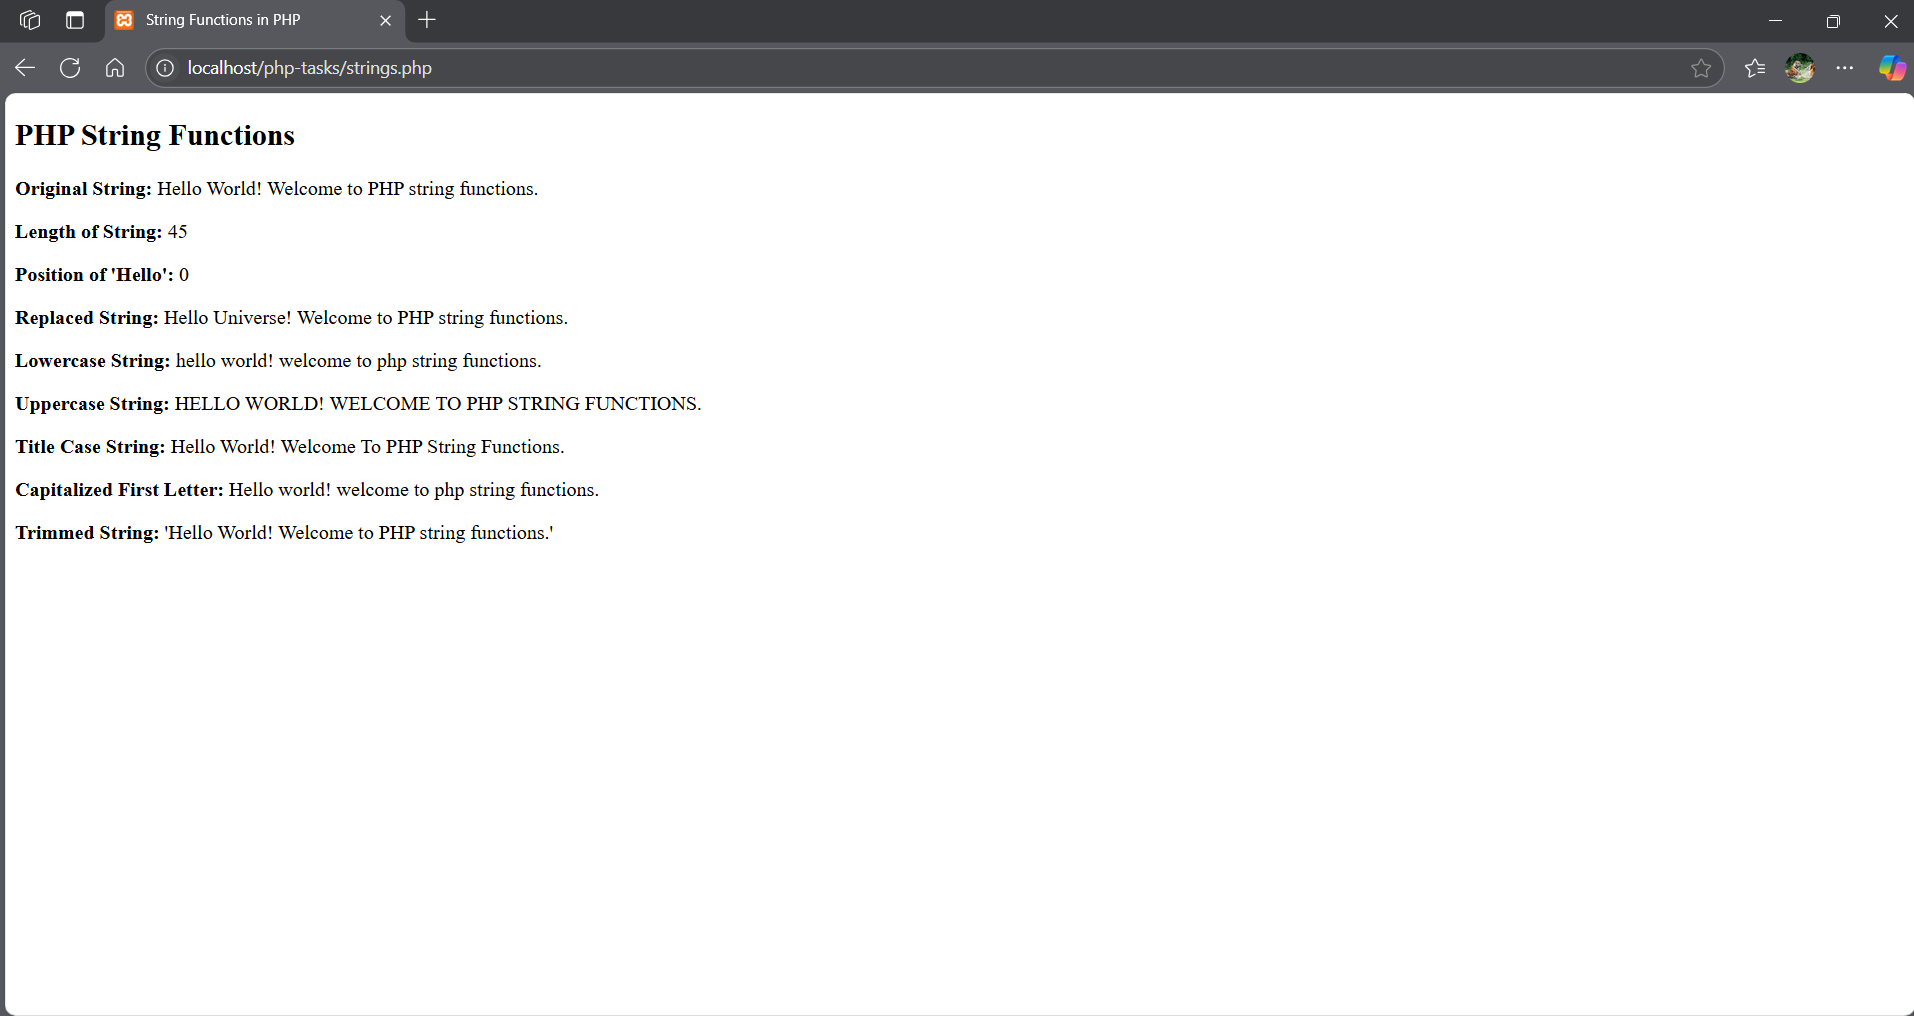 String Functions in PHP
localhost/php-tasks/strings.php
PHP String Functions
Original String: Hello World! Welcome to PHP string functions.
Length of String: 45
Position of 'Hello': 0
Replaced String: Hello Universe! Welcome to PHP string functions.
Lowercase String: hello world! welcome to php string functions.
Uppercase String: HELLO WORLD! WELCOME TO PHP STRING FUNCTIONS.
Title Case String: Hello World! Welcome To PHP String Functions.
Capitalized First Letter: Hello world! welcome to php string functions.
Trimmed String: 'Hello World! Welcome to PHP string functions.'